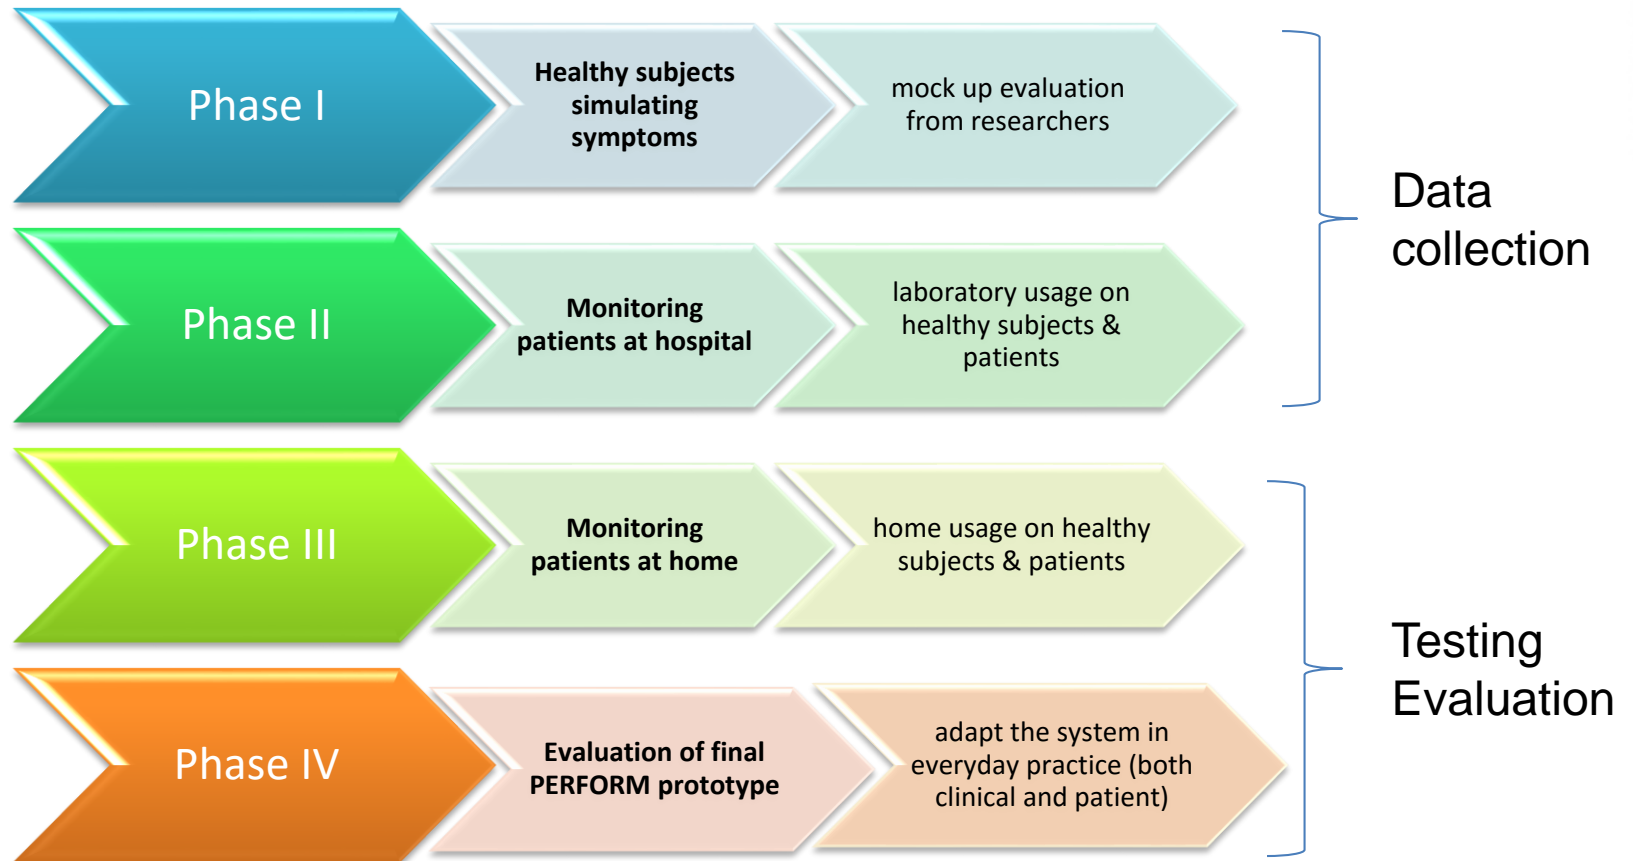 Phase I
Healthy subjects
simulating
symptoms
mock up evaluation
from researchers
Data
collection
Phase II
Monitoring
patients at hospital
laboratory usage on
healthy subjects &
patients
Phase III
Monitoring
patients at home
home usage on healthy
subjects & patients
Testing
Evaluation
Phase IV
Evaluation of final
PERFORM prototype
adapt the system in
everyday practice (both
clinical and patient)